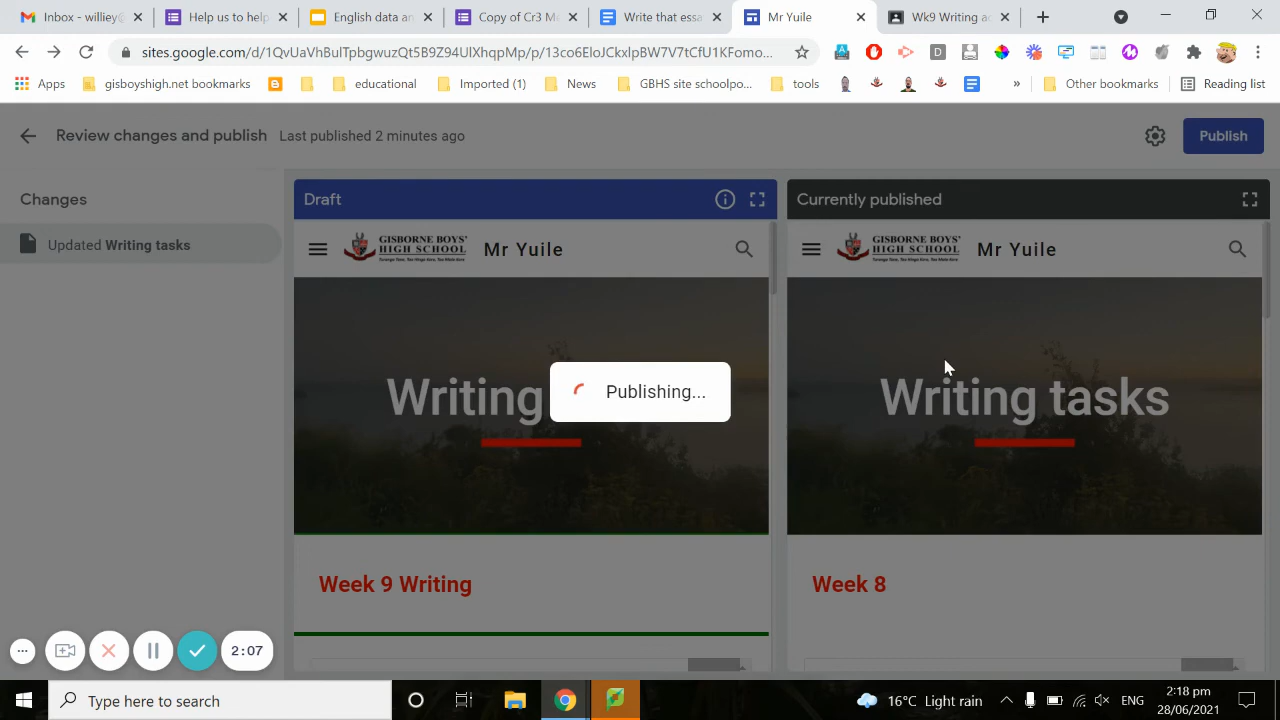 Inbox - williey@
Help us to help
English data an
Copy of Cr3 M
Write that essa
Mr Yuile
Wk9 Writing ac
sites.google.com/d/1QvUaVhBulTpbgwuzQt5B9Z94UlXhqpMp/p/13co6EloJCkxlpBW7V7tCfU1KFomo...
Apps
gisboyshigh.net bookmarks
educational
Imported (1)
News
GBHS site schoolpo...
tools
»
Other bookmarks
Reading list
Review changes and publish
Last published 2 minutes ago
Publish
Changes
Updated Writing tasks
Draft
GISBORNE BOYS'
HIGH SCHOOL
Mr Yuile
Writing
Week 9 Writing
Currently published
GISBORNE BOYS'
HIGH SCHOOL
Mr Yuile
Writing tasks
Week 8
Publishing...
2:07
Type here to search
16°C Light rain
ENG
2:18 pm
28/06/2021